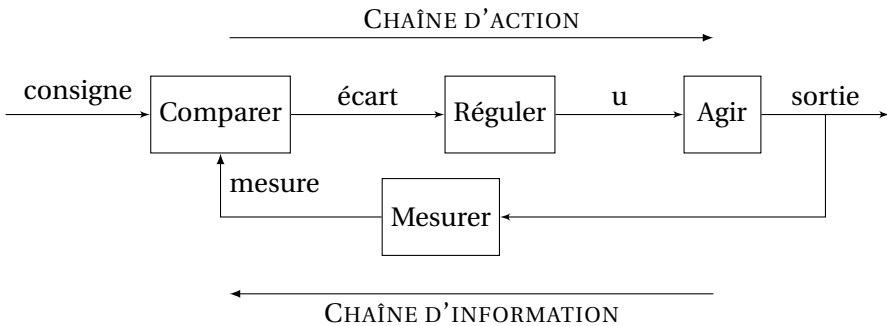 CHAÎNE D'ACTION
consigne
Comparer
écart
Réguler
u
Agir
sortie
mesure
Mesurer
CHAÎNE D'INFORMATION